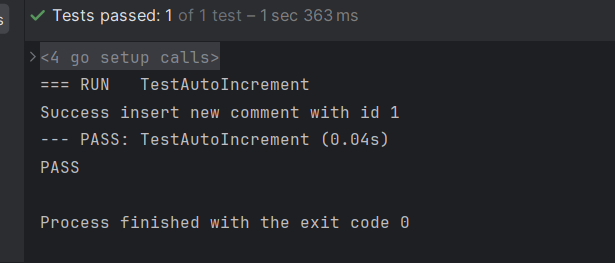 s
Tests passed: 1 of 1 test – 1 sec 363 ms
<4 go setup calls>
=== RUN   TestAutoIncrement
Success insert new comment with id 1
--- PASS: TestAutoIncrement (0.04s)
PASS
Process finished with the exit code 0